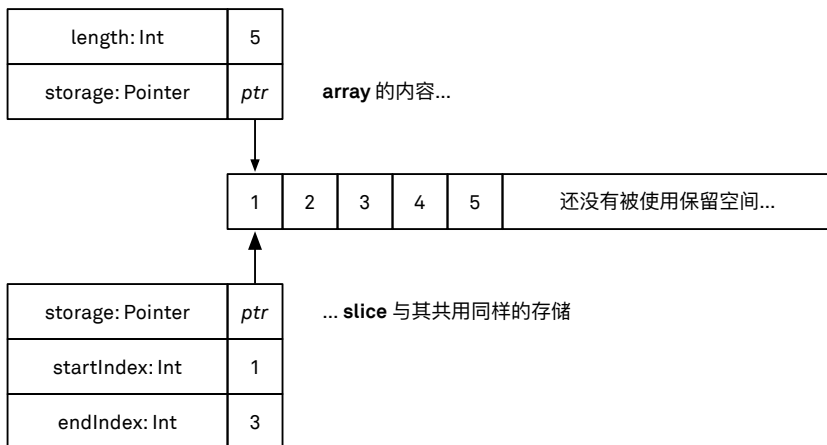 length: Int 5
storage: Pointer ptr
array 的内容...
1 2 3 4 5 还没有被使用保留空间...
storage: Pointer ptr
... slice 与其共用同样的存储
startIndex: Int 1
endIndex: Int 3